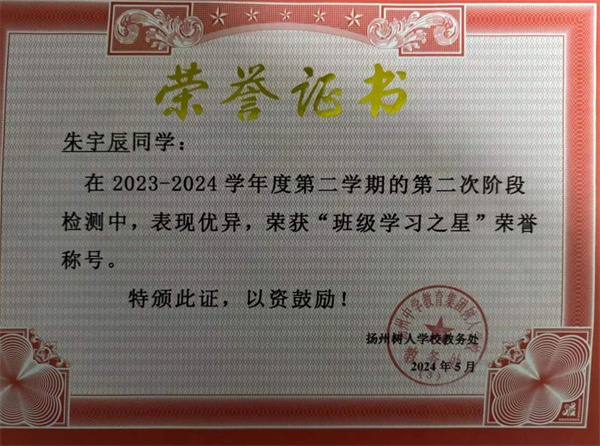 荣誉证书
朱宇辰同学：
在2023-2024学年度第二学期的第二次阶段
检测中，表现优异，荣获“班级学习之星”荣誉
称号。
特颁此证，以资鼓励！
扬州树人学校教务处
2024年5月
教务处